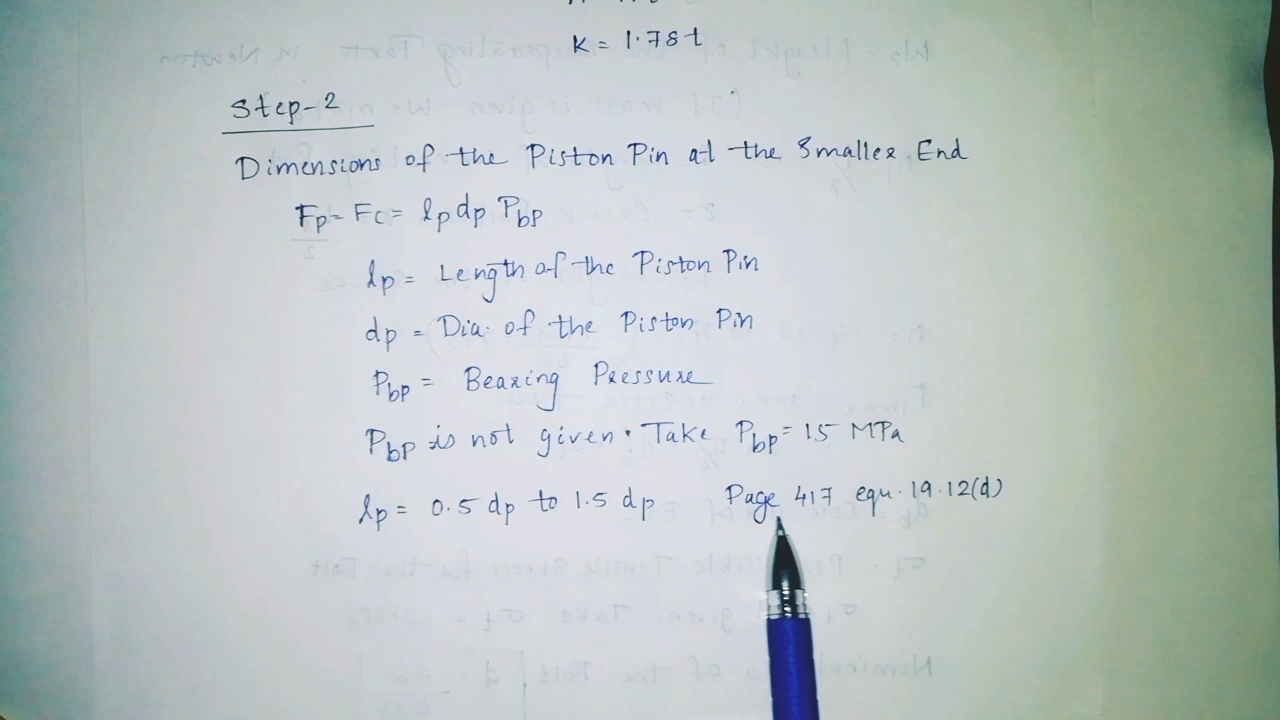 K = 1.78t
Step-2
Dimensions of the Piston Pin at the Smaller End
Fp = Fc = lp dp Pbp
lp = Length of the Piston Pin
dp = Dia. of the Piston Pin
Pbp = Bearing Pressure
Pbp is not given. Take Pbp = 15 MPa
lp = 0.5 dp to 1.5 dp Page 417 equ. 19.12(d)